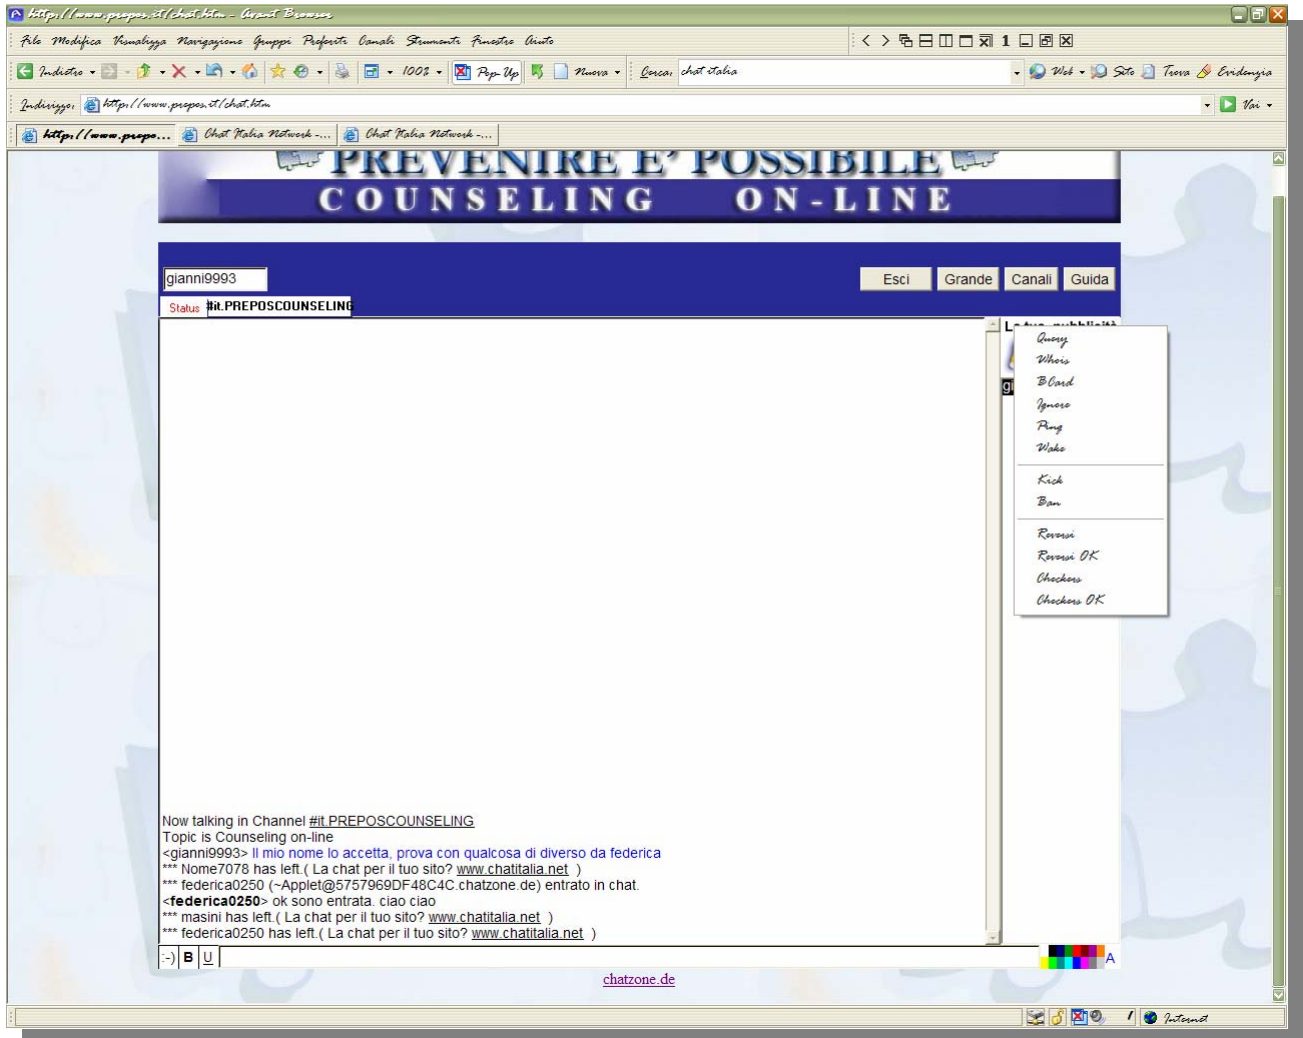 http://www.prepos.it/chat.htm - Avant Browser
File Modifica Visualizza Navigazione Gruppi Preferiti Canali Strumenti Finestre Aiuto
1
Indietro 100% Pop-Up Nuova Cerca: chat italia Web Sito Trova Evidenzia
Indirizzo: http://www.prepos.it/chat.htm Vai
http://www.prepo... Chat Italia Network -... Chat Italia Network -...
PREVENIRE E' POSSIBILE
COUNSELING ON-LINE
gianni9993 Esci Grande Canali Guida
Status #it.PREPOSCOUNSELING
La tua pubblicità
Query
Whois
BCard
gi
Ignore
Ping
Wake
Kick
Ban
Reversi
Reversi OK
Checkers
Checkers OK
Now talking in Channel #it.PREPOSCOUNSELING
Topic is Counseling on-line
<gianni9993> Il mio nome lo accetta, prova con qualcosa di diverso da federica
*** Nome7078 has left.( La chat per il tuo sito? www.chatitalia.net )
*** federica0250 (~Applet@5757969DF48C4C.chatzone.de) entrato in chat.
<federica0250> ok sono entrata. ciao ciao
*** masini has left.( La chat per il tuo sito? www.chatitalia.net )
*** federica0250 has left.( La chat per il tuo sito? www.chatitalia.net )
:-) B U A
chatzone.de
Internet